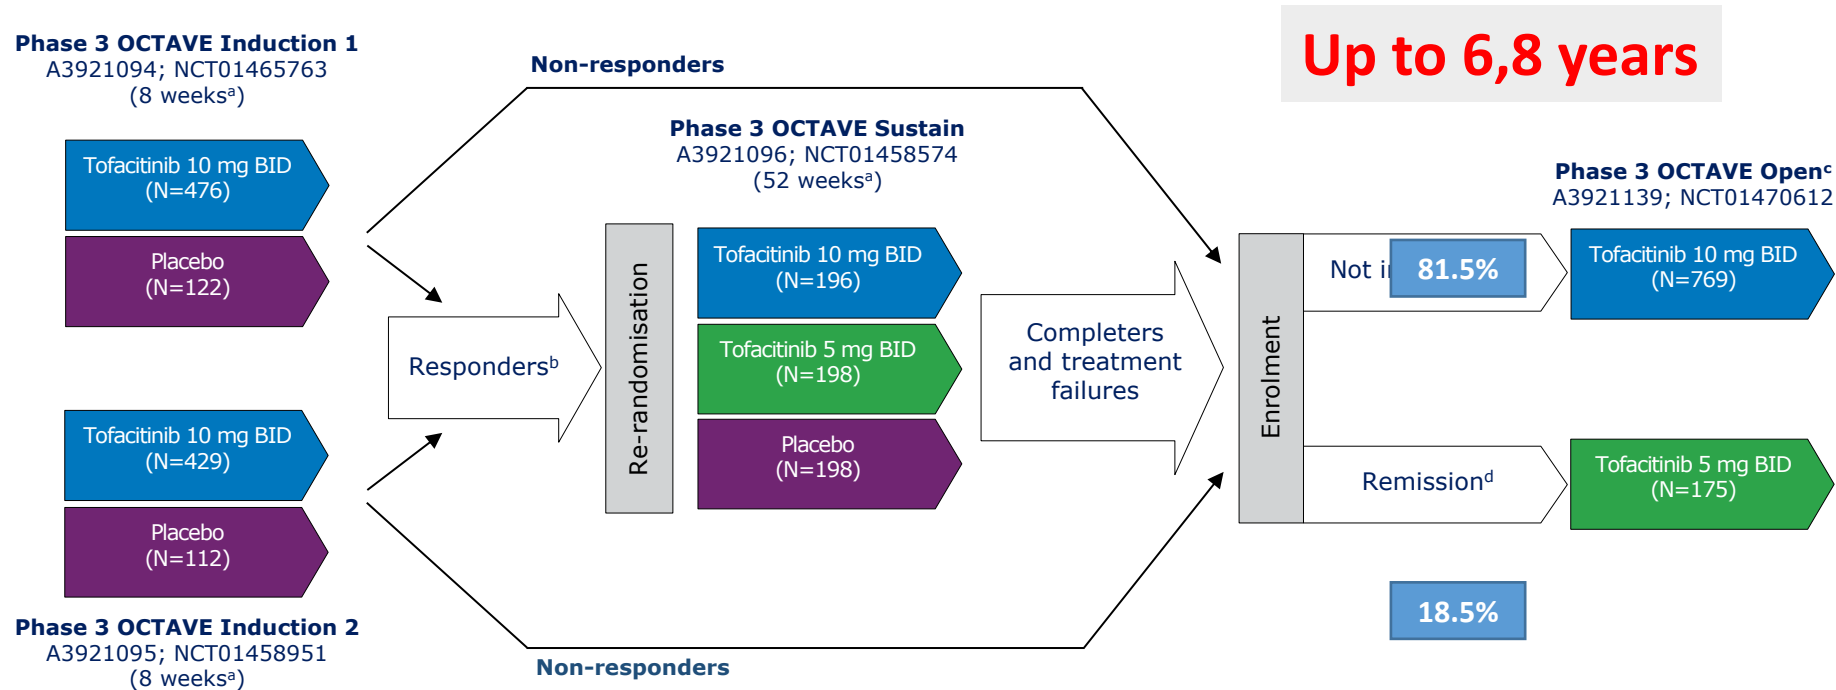 Phase 3 OCTAVE Induction 1
A3921094; NCT01465763
(8 weeksᵃ)
Tofacitinib 10 mg BID
(N=476)
Placebo
(N=122)
Tofacitinib 10 mg BID
(N=429)
Placebo
(N=112)
Phase 3 OCTAVE Induction 2
A3921095; NCT01458951
(8 weeksᵃ)
Non-responders
Respondersᵇ
Non-responders
Re-randomisation
Phase 3 OCTAVE Sustain
A3921096; NCT01458574
(52 weeksᵃ)
Tofacitinib 10 mg BID
(N=196)
Tofacitinib 5 mg BID
(N=198)
Placebo
(N=198)
Completers
and treatment
failures
Up to 6,8 years
Enrolment
Phase 3 OCTAVE Openᶜ
A3921139; NCT01470612
Not
81.5%
Tofacitinib 10 mg BID
(N=769)
Remissionᵈ
Tofacitinib 5 mg BID
(N=175)
18.5%